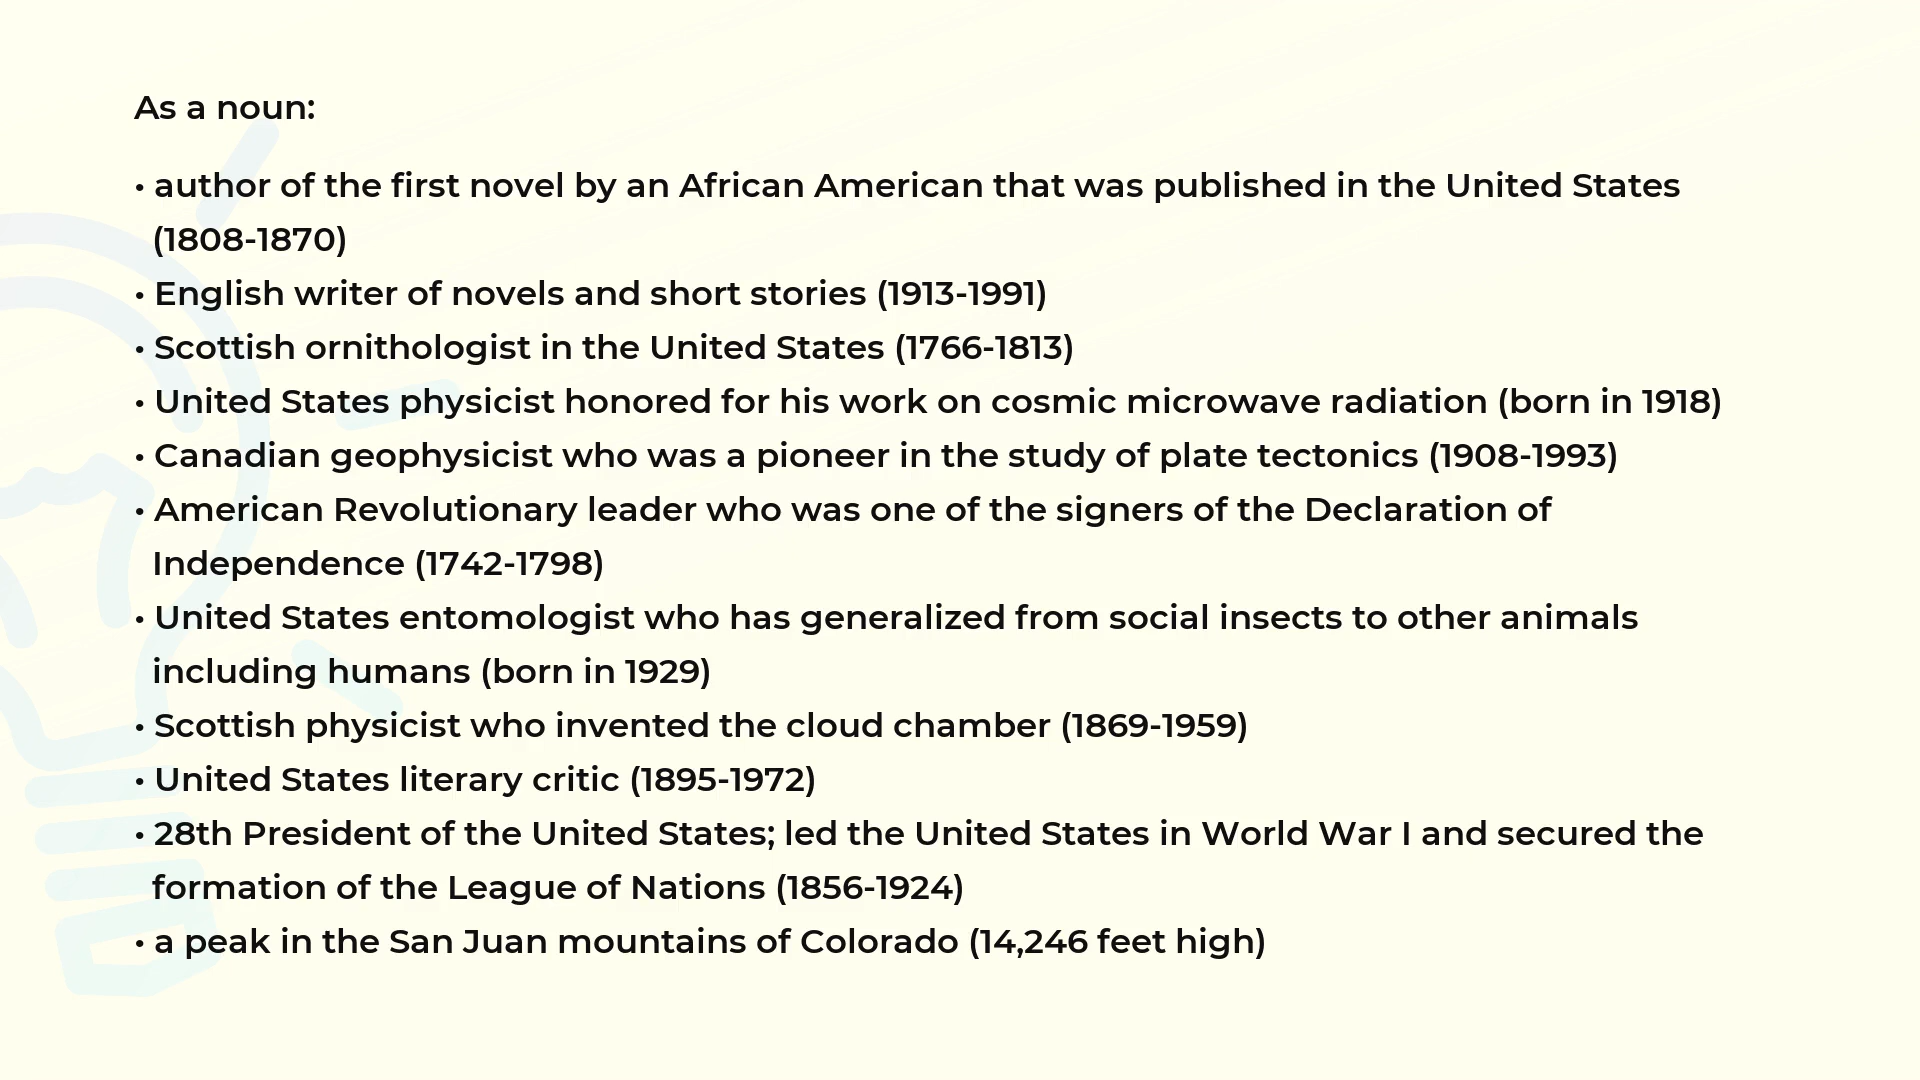 As a noun:
• author of the first novel by an African American that was published in the United States
(1808-1870)
• English writer of novels and short stories (1913-1991)
• Scottish ornithologist in the United States (1766-1813)
• United States physicist honored for his work on cosmic microwave radiation (born in 1918)
• Canadian geophysicist who was a pioneer in the study of plate tectonics (1908-1993)
• American Revolutionary leader who was one of the signers of the Declaration of
Independence (1742-1798)
• United States entomologist who has generalized from social insects to other animals
including humans (born in 1929)
• Scottish physicist who invented the cloud chamber (1869-1959)
• United States literary critic (1895-1972)
• 28th President of the United States; led the United States in World War I and secured the
formation of the League of Nations (1856-1924)
• a peak in the San Juan mountains of Colorado (14,246 feet high)